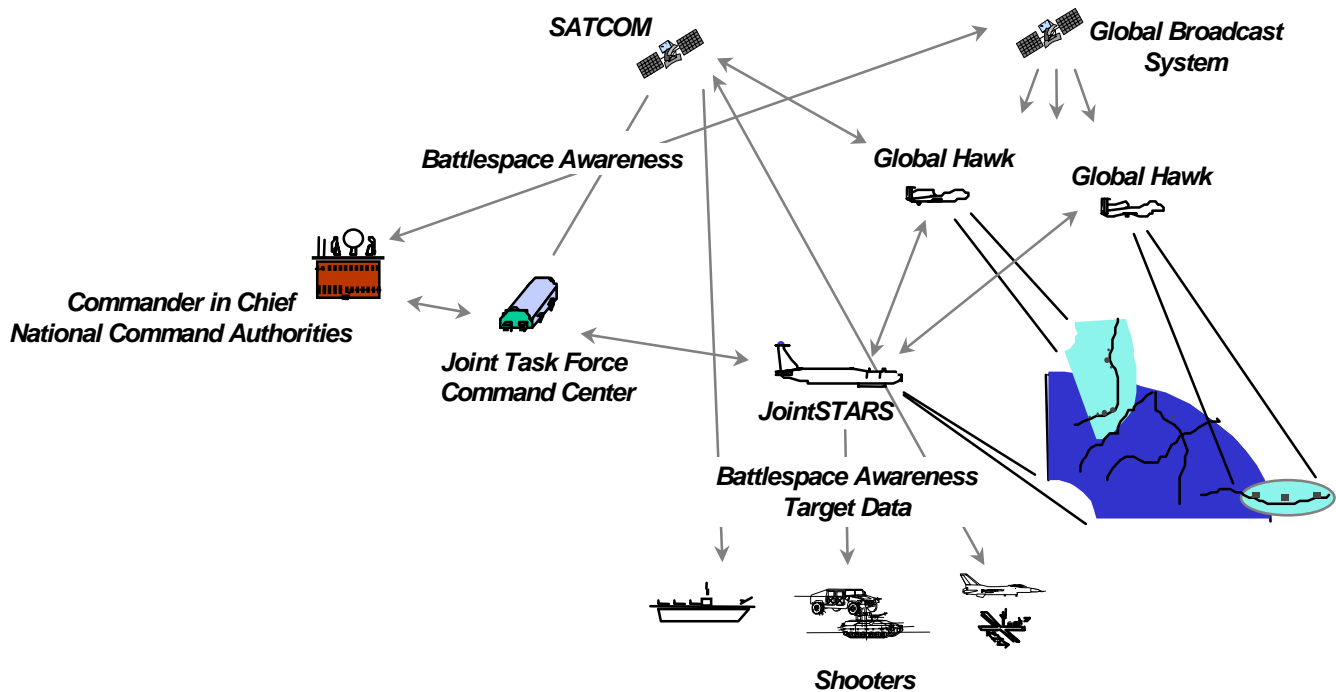 SATCOM
Global Broadcast
System
Battlespace Awareness
Global Hawk
Global Hawk
Commander in Chief
National Command Authorities
Joint Task Force
Command Center
JointSTARS
Battlespace Awareness
Target Data
Shooters